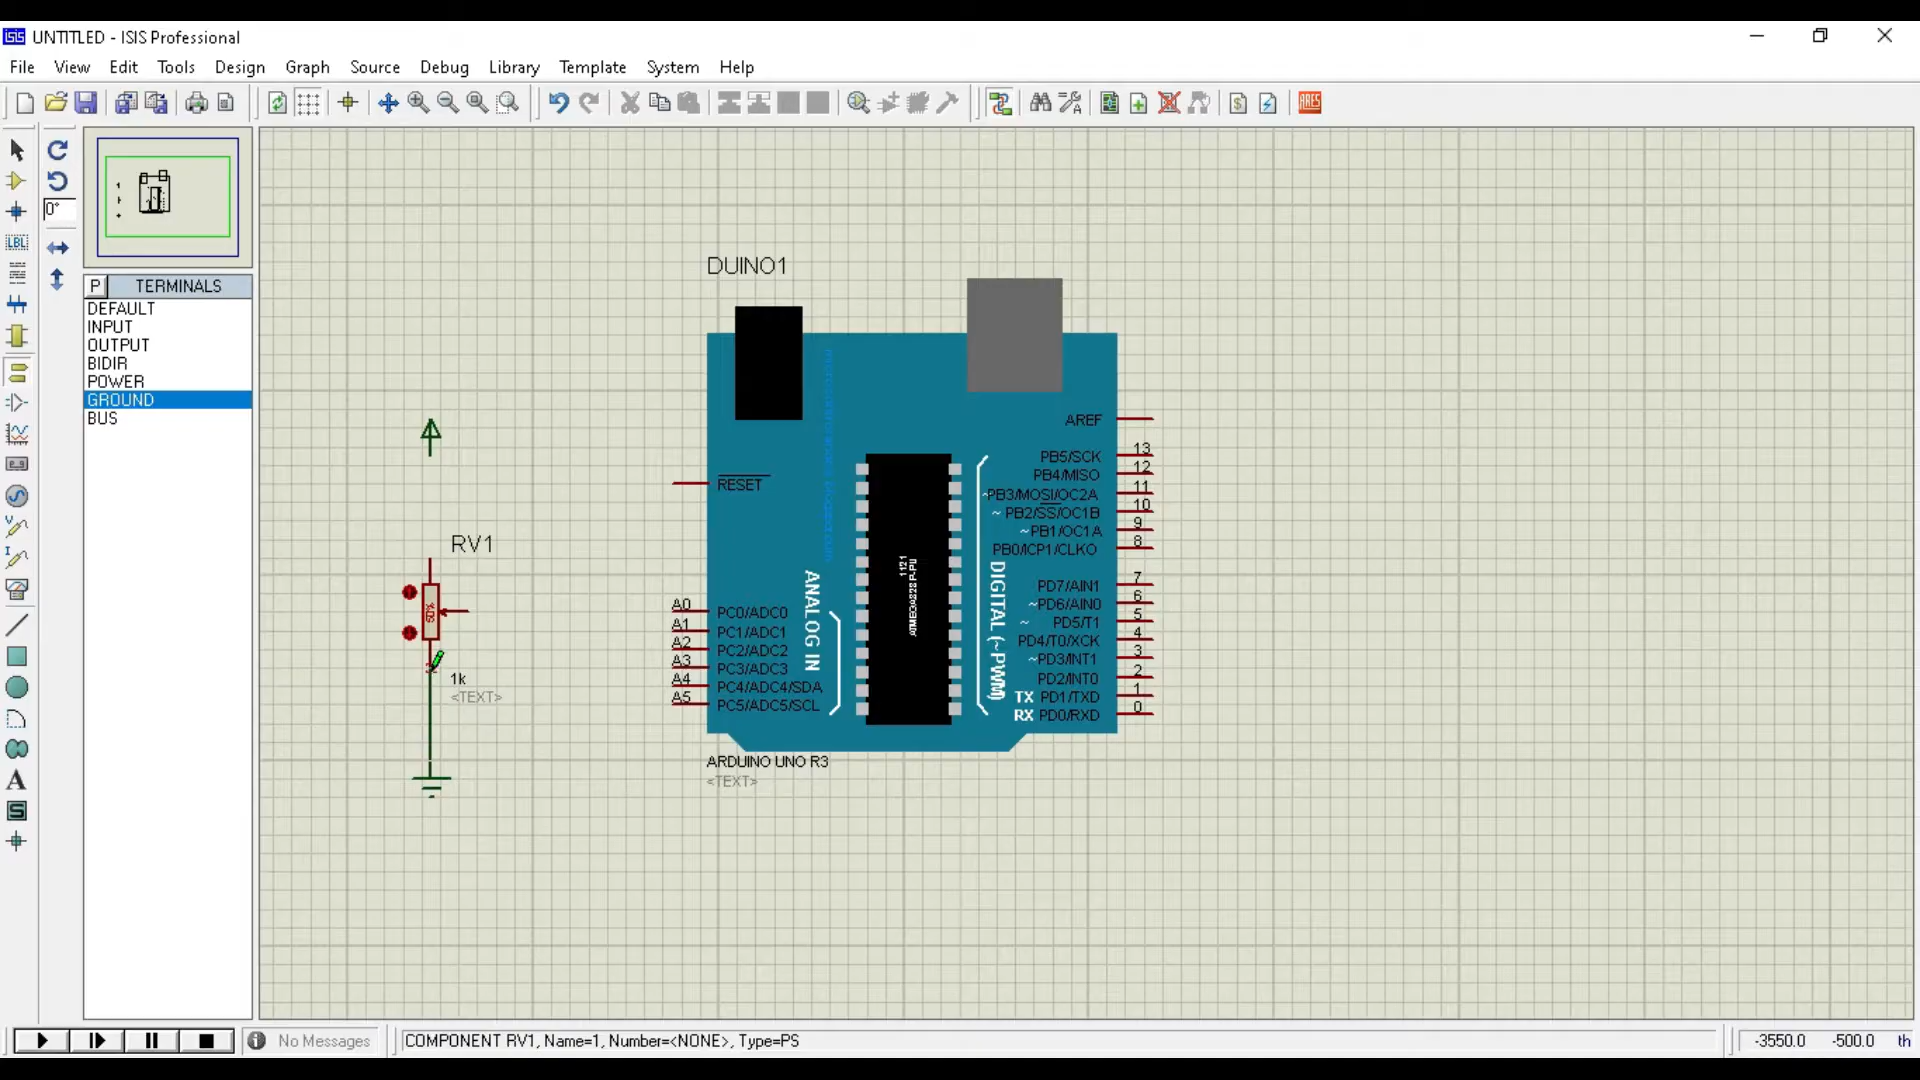 ISIS UNTITLED - ISIS Professional
File View Edit Tools Design Graph Source Debug Library Template System Help
$ ARES
0°
LBL
P TERMINALS
DEFAULT
INPUT
OUTPUT
BIDIR
POWER
GROUND
BUS
A
S
RV1
50%
1k
<TEXT>
DUINO1
RESET
A0 PC0/ADC0
A1 PC1/ADC1
A2 PC2/ADC2
A3 PC3/ADC3
A4 PC4/ADC4/SDA
A5 PC5/ADC5/SCL
ANALOG IN
1121
DIGITAL (~PWM)
AREF
PB5/SCK 13
PB4/MISO 12
~PB3/MOSI/OC2A 11
~ PB2/SS/OC1B 10
~PB1/OC1A 9
PB0/ICP1/CLKO 8
PD7/AIN1 7
~PD6/AIN0 6
~ PD5/T1 5
PD4/T0/XCK 4
~PD3/INT1 3
PD2/INT0 2
TX PD1/TXD 1
RX PD0/RXD 0
ARDUINO UNO R3
<TEXT>
No Messages
COMPONENT RV1, Name=1, Number=<NONE>, Type=PS
-3550.0 -500.0 th